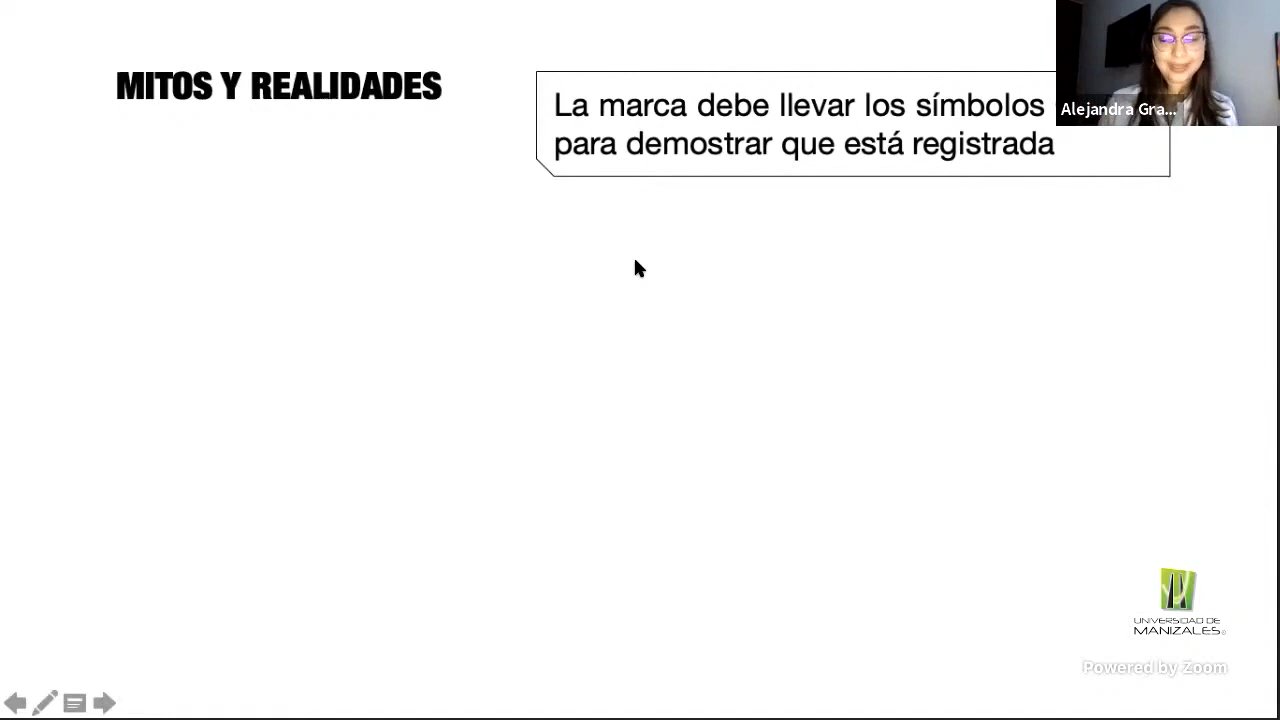 MITOS Y REALIDADES
La marca debe llevar los símbolos
para demostrar que está registrada
Alejandra Gra...
UNIVERSIDAD DE
MANIZALES®
Powered by Zoom